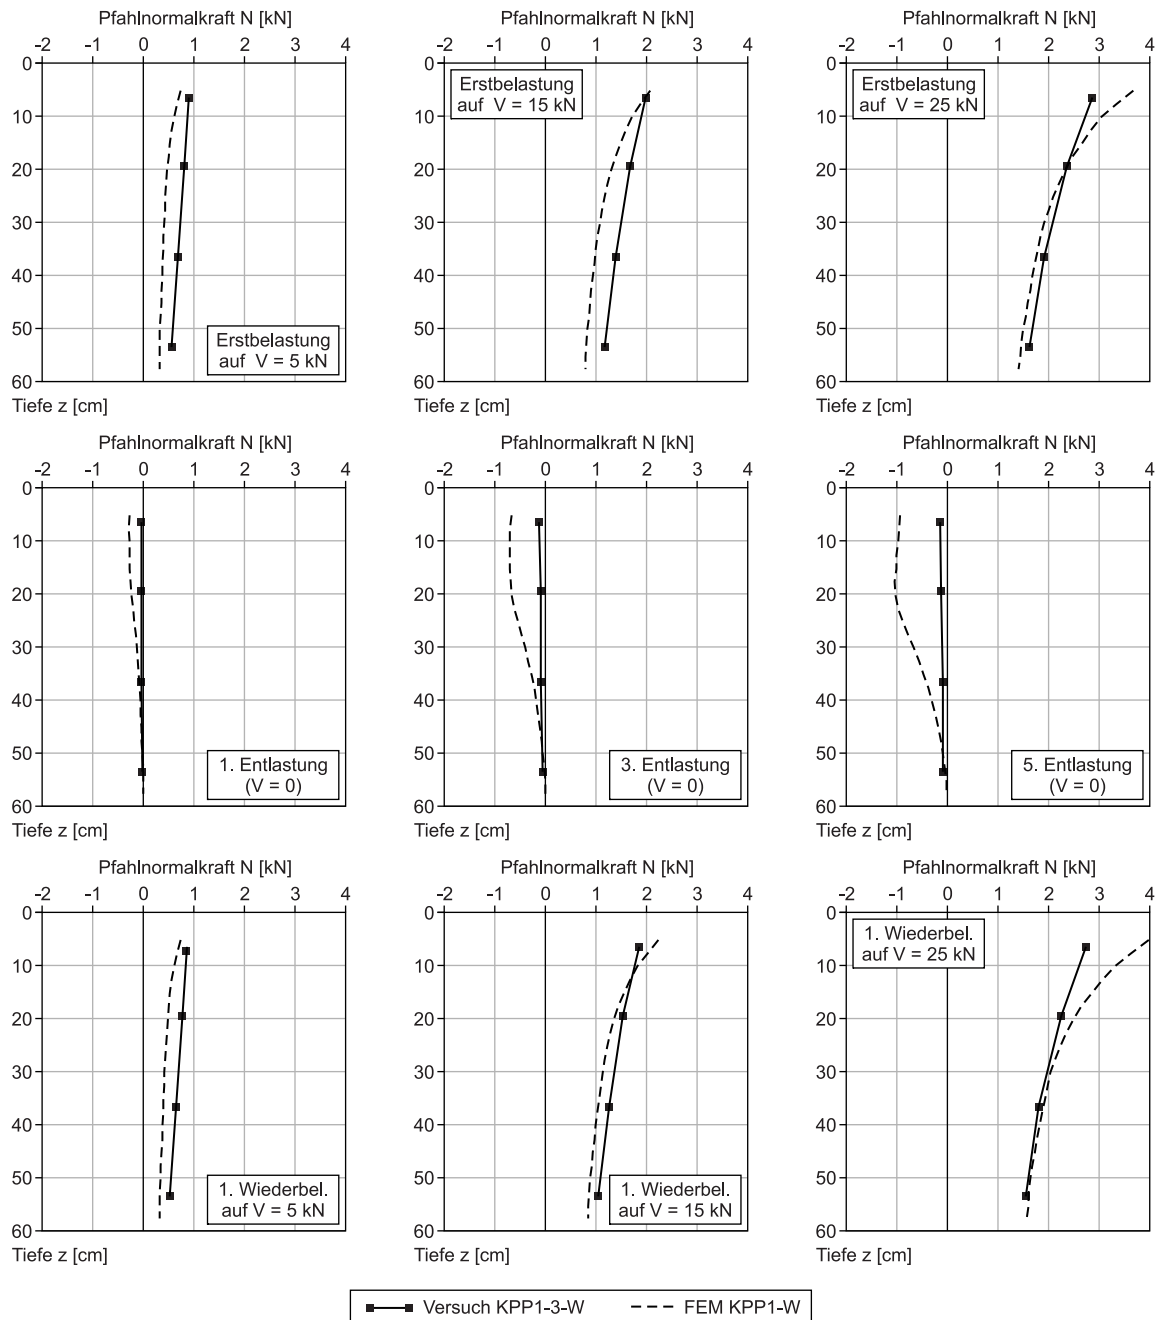 Pfahlnormalkraft N [kN]
-2 -1 0 1 2 3 4
0
10
20
30
40
50
60
Erstbelastung
auf V = 5 kN
Tiefe z [cm]
Pfahlnormalkraft N [kN]
-2 -1 0 1 2 3 4
0
10
20
30
40
50
60
Erstbelastung
auf V = 15 kN
Tiefe z [cm]
Pfahlnormalkraft N [kN]
-2 -1 0 1 2 3 4
0
10
20
30
40
50
60
Erstbelastung
auf V = 25 kN
Tiefe z [cm]
Pfahlnormalkraft N [kN]
-2 -1 0 1 2 3 4
0
10
20
30
40
50
60
1. Entlastung
(V = 0)
Tiefe z [cm]
Pfahlnormalkraft N [kN]
-2 -1 0 1 2 3 4
0
10
20
30
40
50
60
3. Entlastung
(V = 0)
Tiefe z [cm]
Pfahlnormalkraft N [kN]
-2 -1 0 1 2 3 4
0
10
20
30
40
50
60
5. Entlastung
(V = 0)
Tiefe z [cm]
Pfahlnormalkraft N [kN]
-2 -1 0 1 2 3 4
0
10
20
30
40
50
60
1. Wiederbel.
auf V = 5 kN
Tiefe z [cm]
Pfahlnormalkraft N [kN]
-2 -1 0 1 2 3 4
0
10
20
30
40
50
60
1. Wiederbel.
auf V = 15 kN
Tiefe z [cm]
Pfahlnormalkraft N [kN]
-2 -1 0 1 2 3 4
0
10
20
30
40
50
60
1. Wiederbel.
auf V = 25 kN
Tiefe z [cm]
Versuch KPP1-3-W FEM KPP1-W